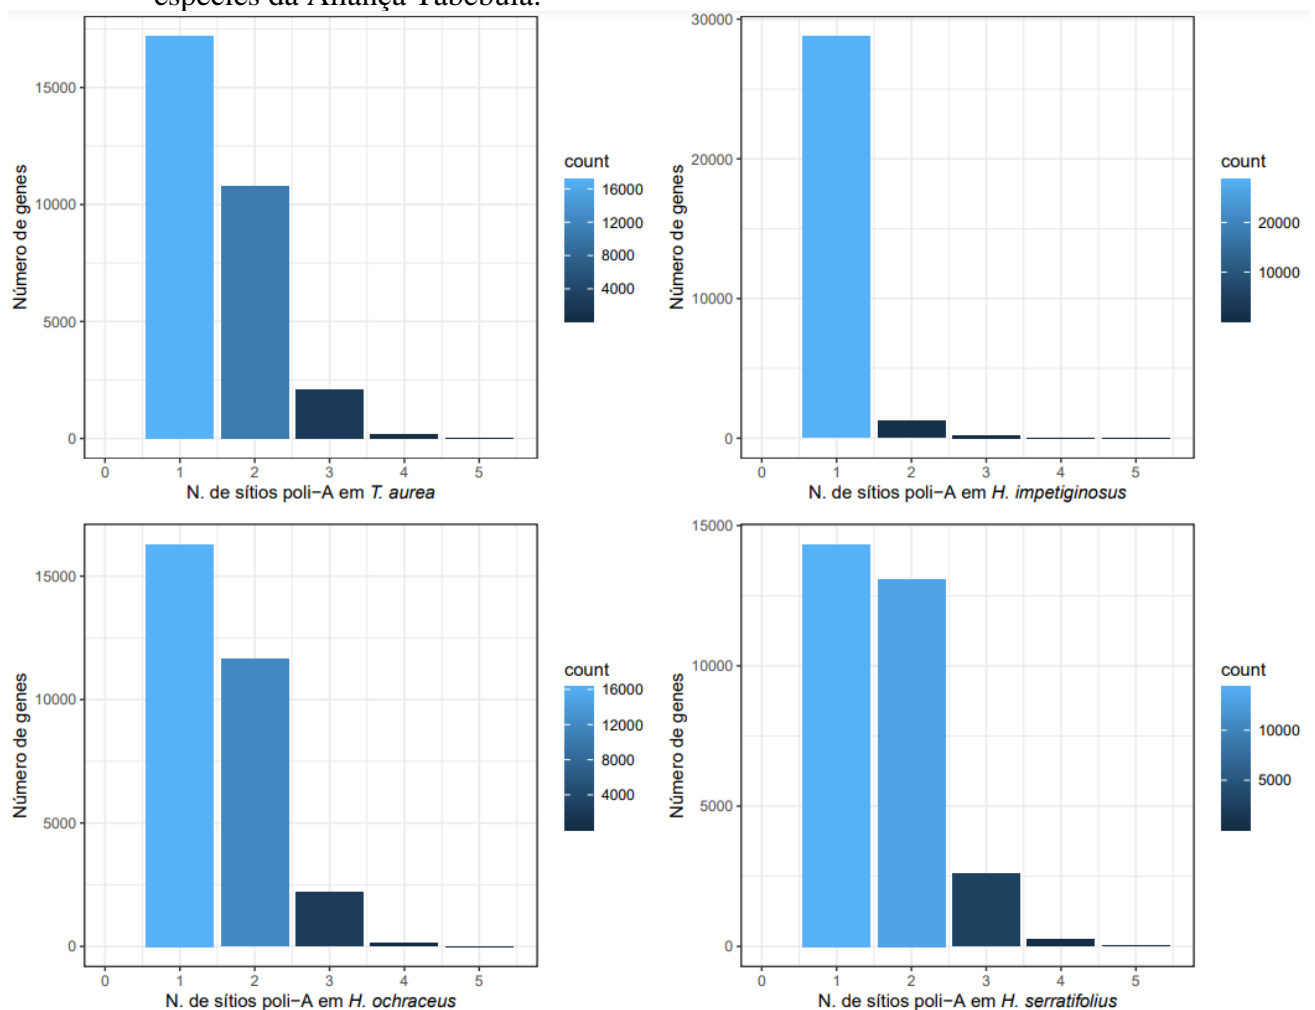 espécies da Aliança Tabebuia.
15000
10000
5000
0
0 1 2 3 4 5
Número de genes
N. de sítios poli−A em T. aurea
count
16000
12000
8000
4000
30000
20000
10000
0
0 1 2 3 4 5
Número de genes
N. de sítios poli−A em H. impetiginosus
count
20000
10000
15000
10000
5000
0
0 1 2 3 4 5
Número de genes
N. de sítios poli−A em H. ochraceus
count
16000
12000
8000
4000
15000
10000
5000
0
0 1 2 3 4 5
Número de genes
N. de sítios poli−A em H. serratifolius
count
10000
5000